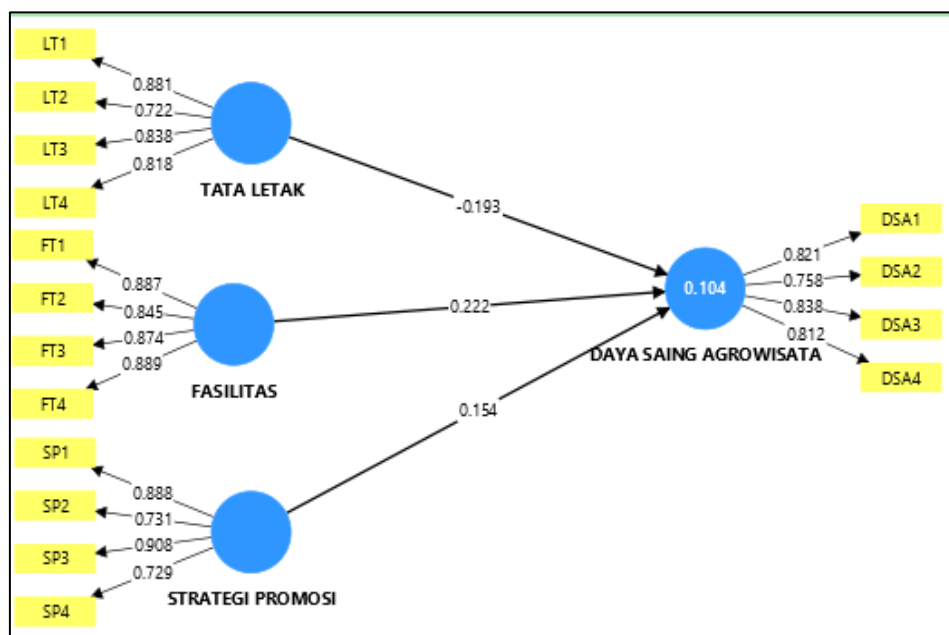 LT1
0.881
LT2
0.722
LT3
0.838
LT4
0.818
TATA LETAK
-0.193
FT1
0.887
FT2
0.845
FT3
0.874
FT4
0.889
FASILITAS
0.222
SP1
0.888
SP2
0.731
SP3
0.908
SP4
0.729
STRATEGI PROMOSI
0.154
0.104
DAYA SAING AGROWISATA
DSA1
0.821
DSA2
0.758
DSA3
0.838
DSA4
0.812